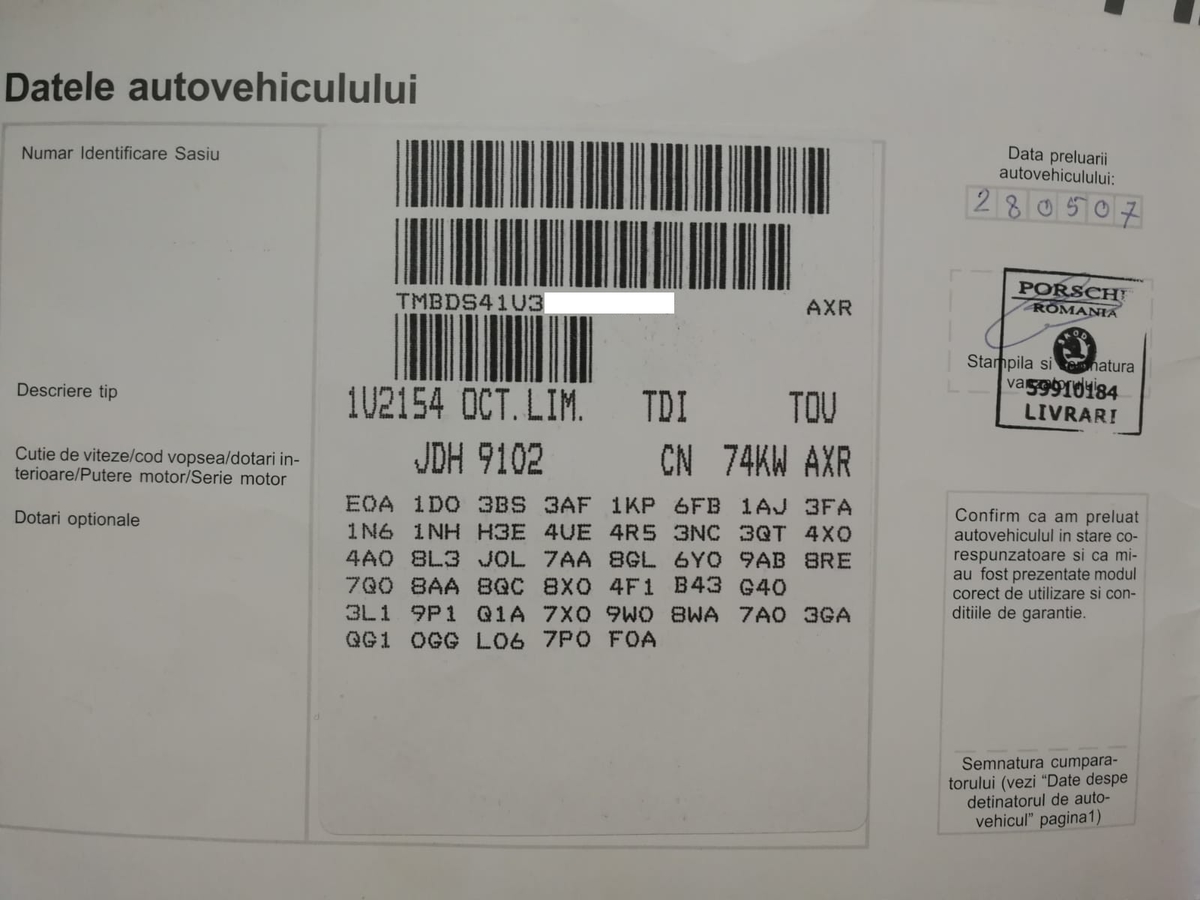 Datele autovehiculului
Numar Identificare Sasiu
TMBDS41U3
AXR
Descriere tip
1U2154 OCT.LIM. TDI TOU
Cutie de viteze/cod vopsea/dotari in-
terioare/Putere motor/Serie motor
JDH 9102 CN 74KW AXR
Dotari optionale
E0A 1D0 3BS 3AF 1KP 6FB 1AJ 3FA
1N6 1NH H3E 4UE 4R5 3NC 3QT 4X0
4A0 8L3 J0L 7AA 8GL 6Y0 9AB 8RE
7Q0 8AA 8QC 8X0 4F1 B43 G40
3L1 9P1 Q1A 7X0 9W0 8WA 7A0 3GA
QG1 0GG L06 7P0 F0A
Data preluarii
autovehiculului:
280507
PORSCHE
ROMANIA
SKODA
Stampila si semnatura
vanzatorului
59910184
LIVRARI
Confirm ca am preluat
autovehiculul in stare co-
respunzatoare si ca mi-
au fost prezentate modul
corect de utilizare si con-
ditiile de garantie.
Semnatura cumpara-
torului (vezi “Date despe
detinatorul de auto-
vehicul” pagina1)